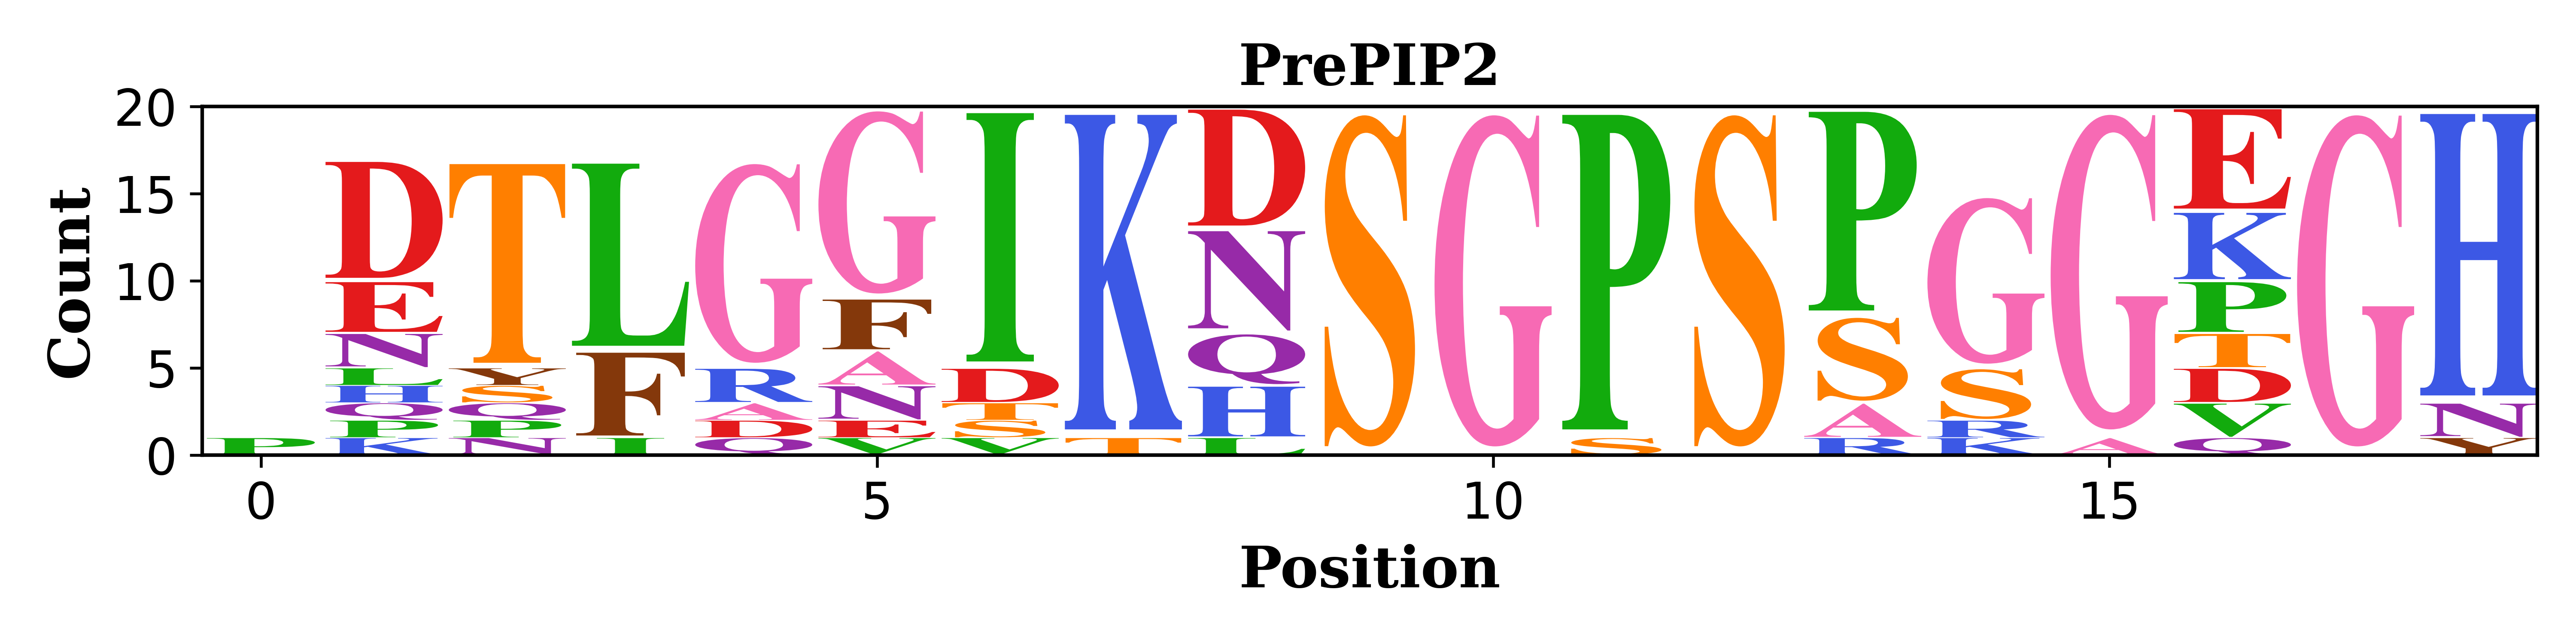 PrePIP2
20
15
10
5
0
Count
D T L G G I K D S G P S P G G E G H
E F F N S K
N R A D Q S P
L Y N T A S T
H S A T H R D
Q Q D E S R V N
P P
P K N I Q V V T L S R K A Q Y
0 5 10 15
Position